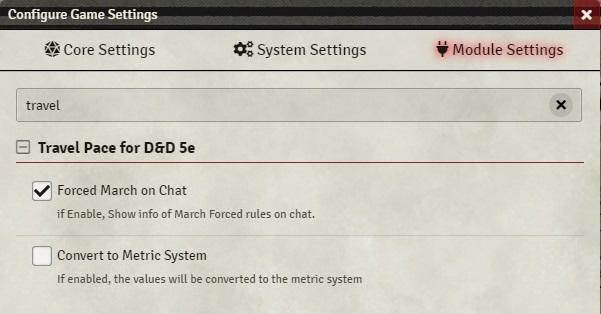 Configure Game Settings
Core Settings System Settings Module Settings
travel
Travel Pace for D&D 5e
Forced March on Chat
if Enable, Show info of March Forced rules on chat.
Convert to Metric System
If enabled, the values will be converted to the metric system